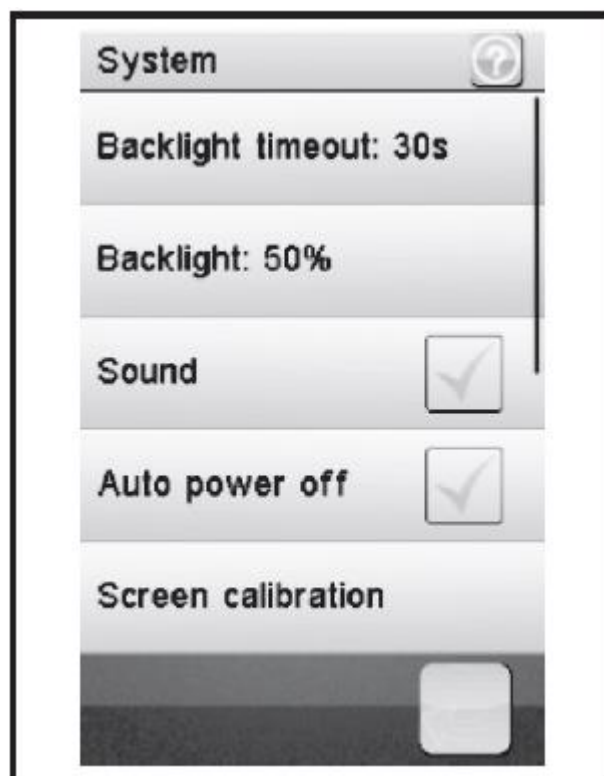 System
Backlight timeout: 30s
Backlight: 50%
Sound
Auto power off
Screen calibration